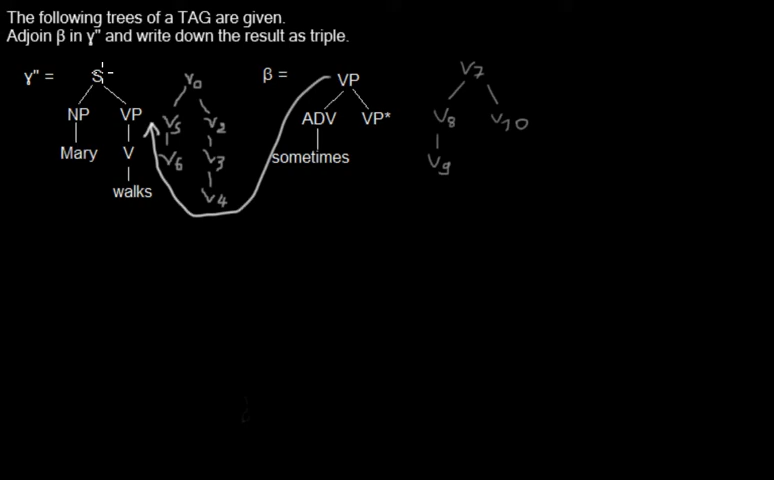 The following trees of a TAG are given.
Adjoin β in γ” and write down the result as triple.
γ” = S v0 β = VP v7
NP VP v5 v2 ADV VP* v8 v10
Mary V v6 v3 sometimes v9
walks v4